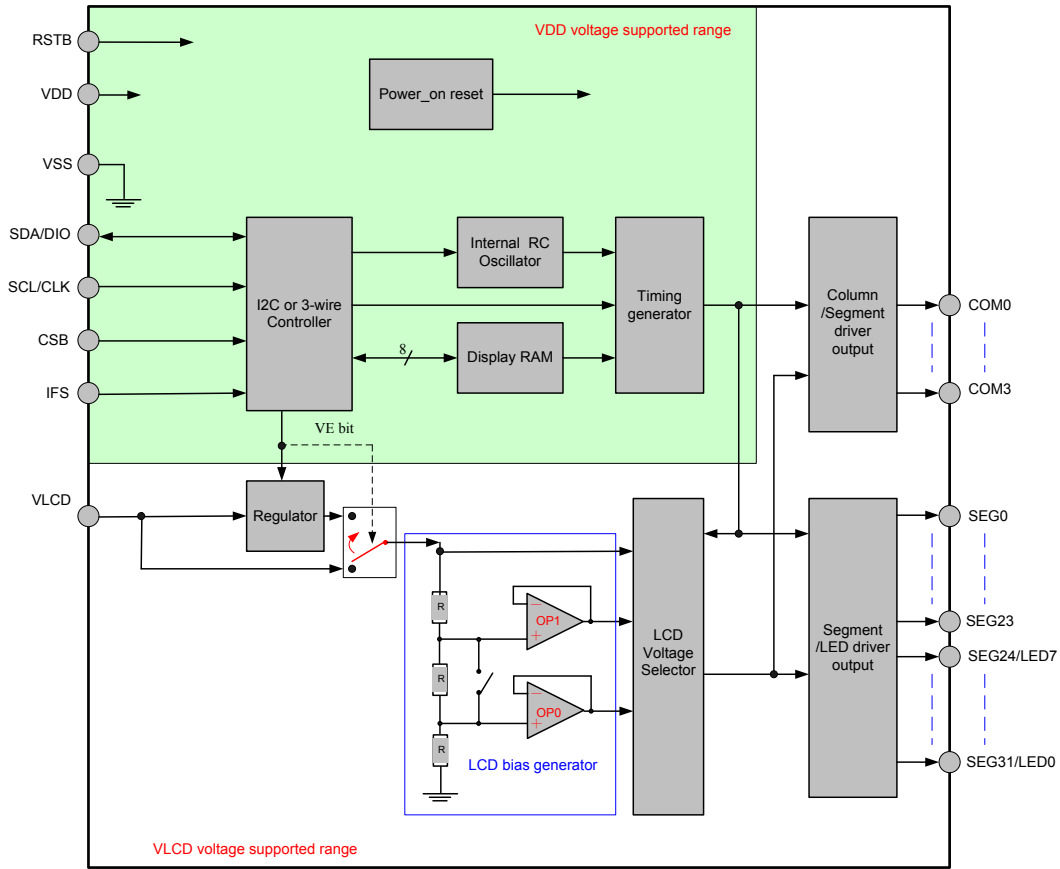 VDD voltage supported range
RSTB
VDD
Power_on reset
VSS
SDA/DIO
SCL/CLK
CSB
IFS
I2C or 3-wire
Controller
Internal RC
Oscillator
8
Display RAM
Timing
generator
Column
/Segment
driver
output
COM0
COM3
VE bit
VLCD
Regulator
R
R
R
OP1
OP0
LCD bias generator
LCD
Voltage
Selector
Segment
/LED driver
output
SEG0
SEG23
SEG24/LED7
SEG31/LED0
VLCD voltage supported range